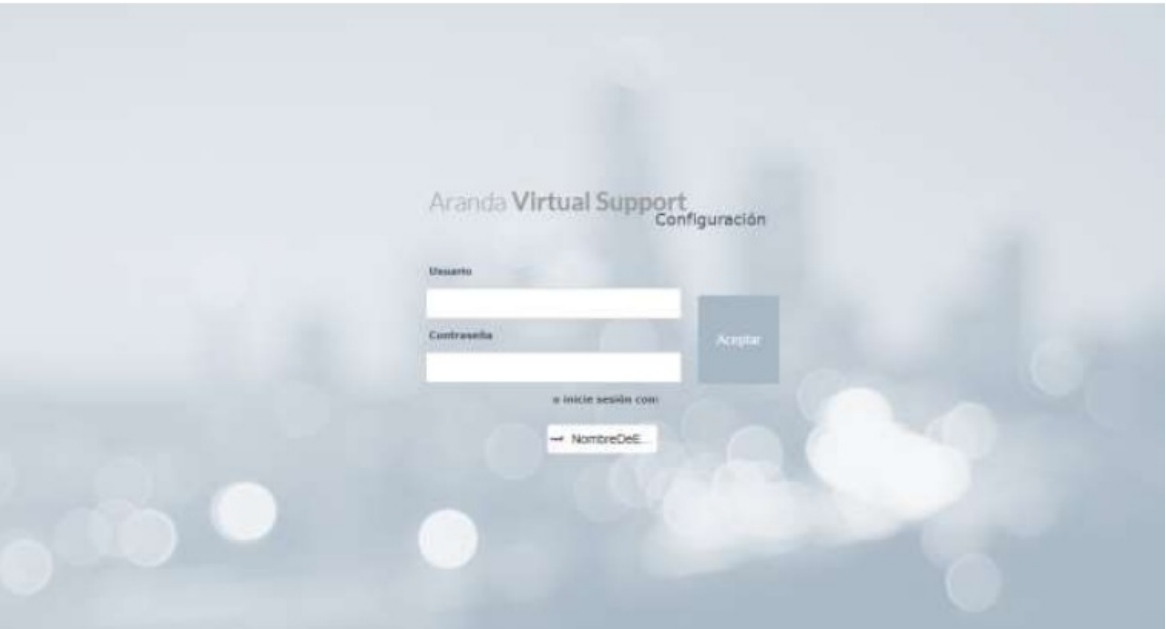 Aranda Virtual Support
Configuración
Usuario
Contraseña
Aceptar
o inicie sesión con:
NombreDeE...